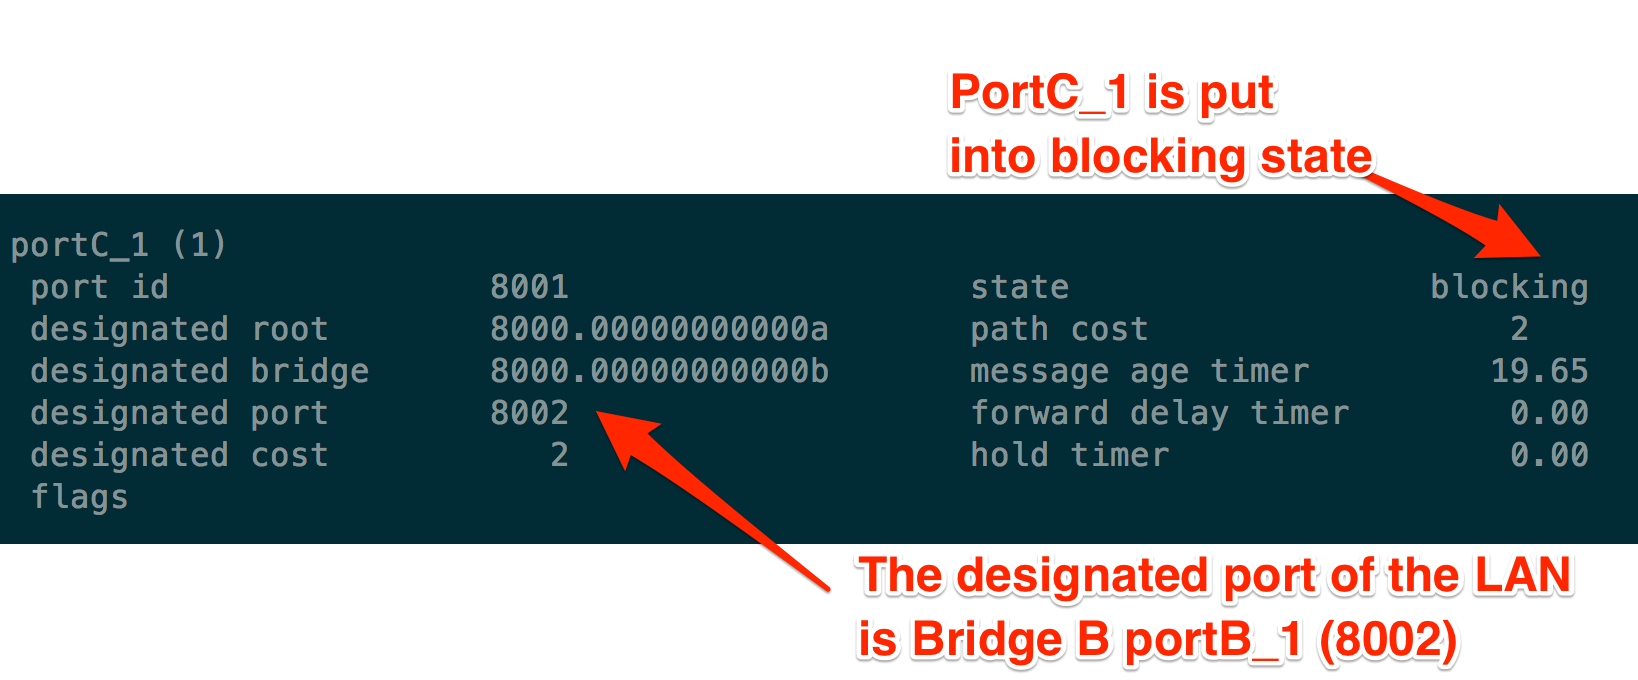 PortC_1 is put
into blocking state
portC_1 (1)
port id 8001 state blocking
designated root 8000.00000000000a path cost 2
designated bridge 8000.00000000000b message age timer 19.65
designated port 8002 forward delay timer 0.00
designated cost 2 hold timer 0.00
flags
The designated port of the LAN
is Bridge B portB_1 (8002)